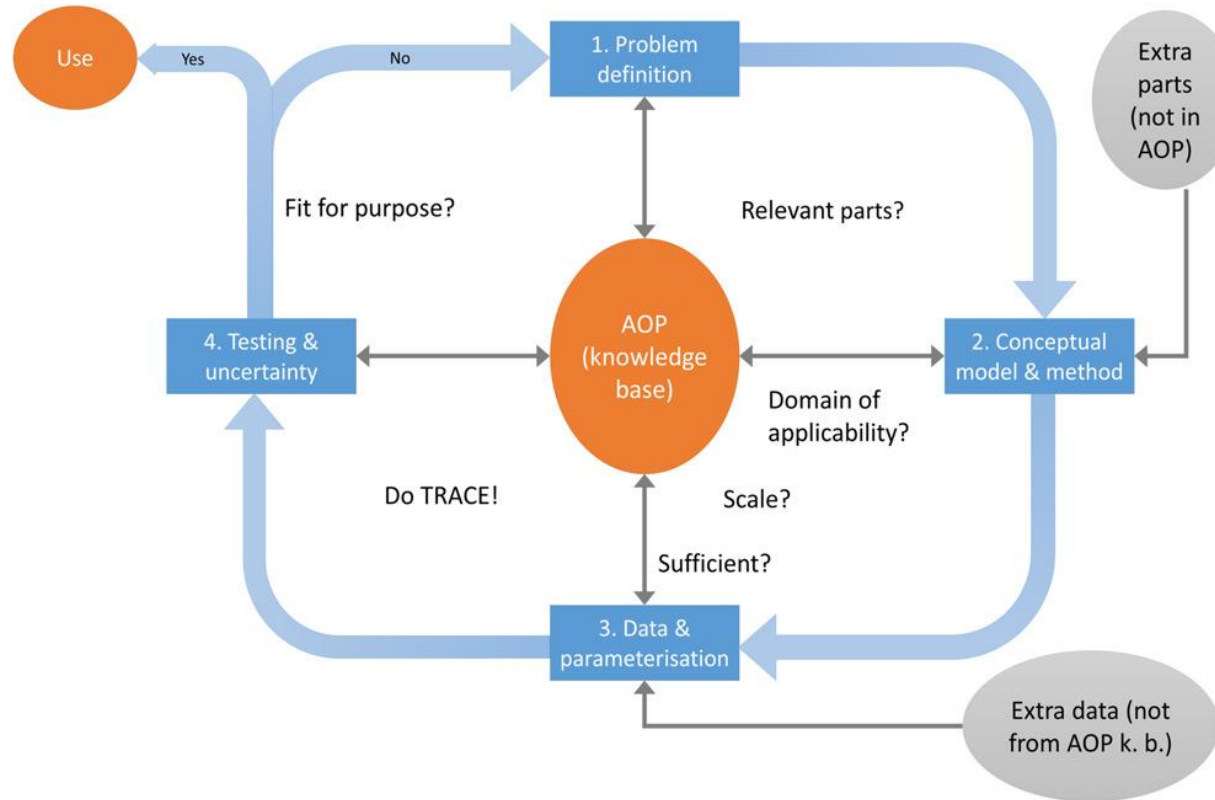 Use
Yes
No
1. Problem
definition
Extra
parts
(not in
AOP)
Fit for purpose?
Relevant parts?
4. Testing &
uncertainty
AOP
(knowledge
base)
2. Conceptual
model & method
Domain of
applicability?
Do TRACE!
Scale?
Sufficient?
3. Data &
parameterisation
Extra data (not
from AOP k. b.)